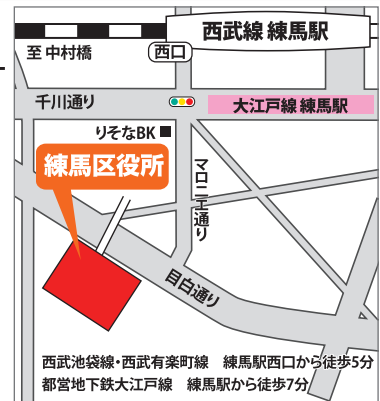 西武線 練馬駅
至 中村橋
西口
千川通り
大江戸線 練馬駅
りそなBK
練馬区役所
マロニエ通り
目白通り
西武池袋線・西武有楽町線　練馬駅西口から徒歩5分
都営地下鉄大江戸線　練馬駅から徒歩7分